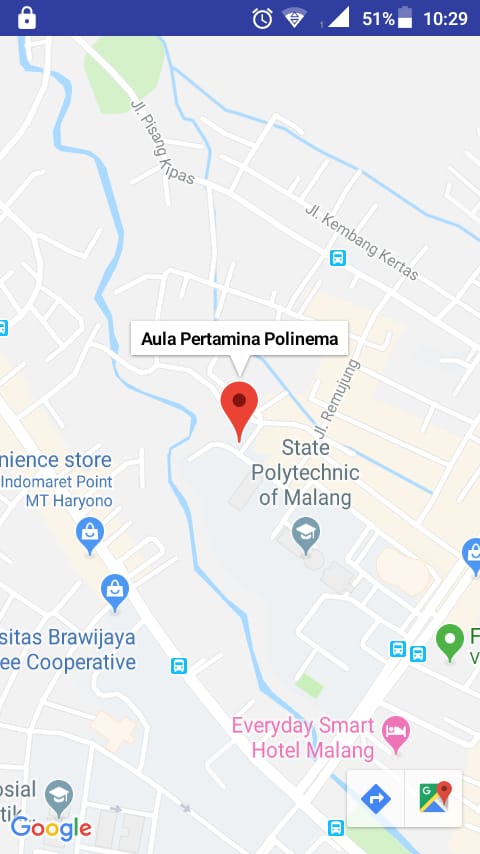 51% 10:29
Jl. Pisang Kipas
Jl. Kembang Kertas
Aula Pertamina Polinema
Jl. Remujung
State
Polytechnic
of Malang
nience store
Indomaret Point
MT Haryono
sitas Brawijaya
ee Cooperative
F
V
Everyday Smart
Hotel Malang
osial
tik...
Google
G